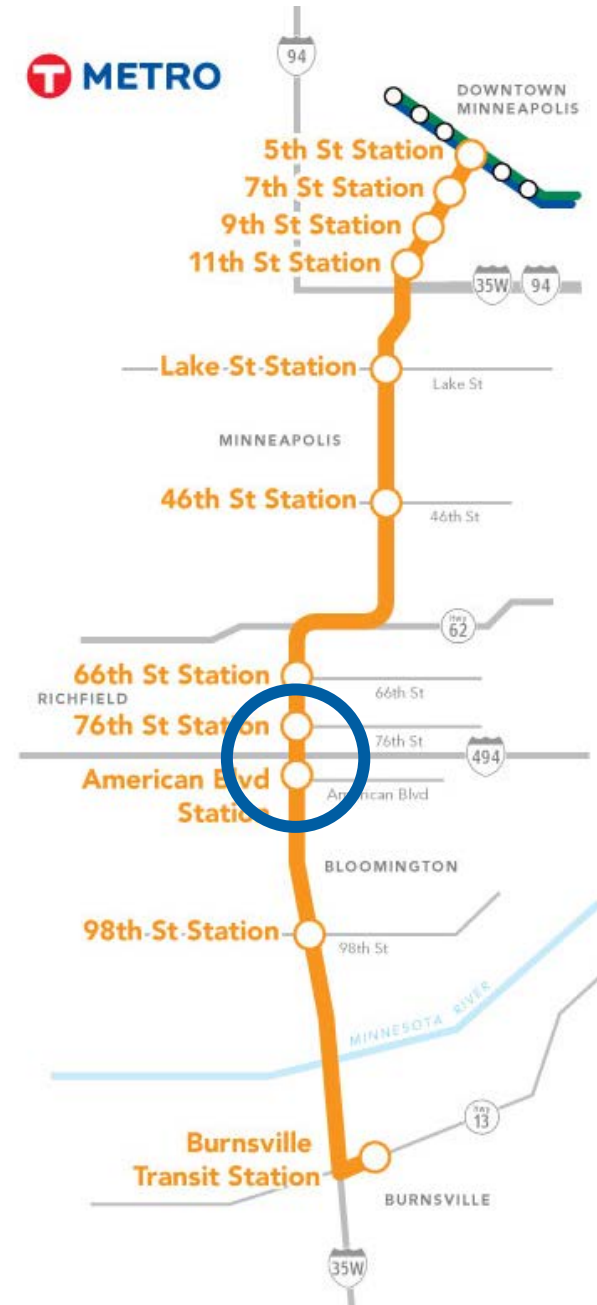 T METRO
94
DOWNTOWN
MINNEAPOLIS
5th St Station
7th St Station
9th St Station
11th St Station
35W 94
Lake St Station
Lake St
MINNEAPOLIS
46th St Station
46th St
Hwy
62
66th St Station
66th St
RICHFIELD
76th St Station
76th St
494
American Blvd
Station
American Blvd
BLOOMINGTON
98th St Station
98th St
MINNESOTA RIVER
Hwy
13
Burnsville
Transit Station
BURNSVILLE
35W